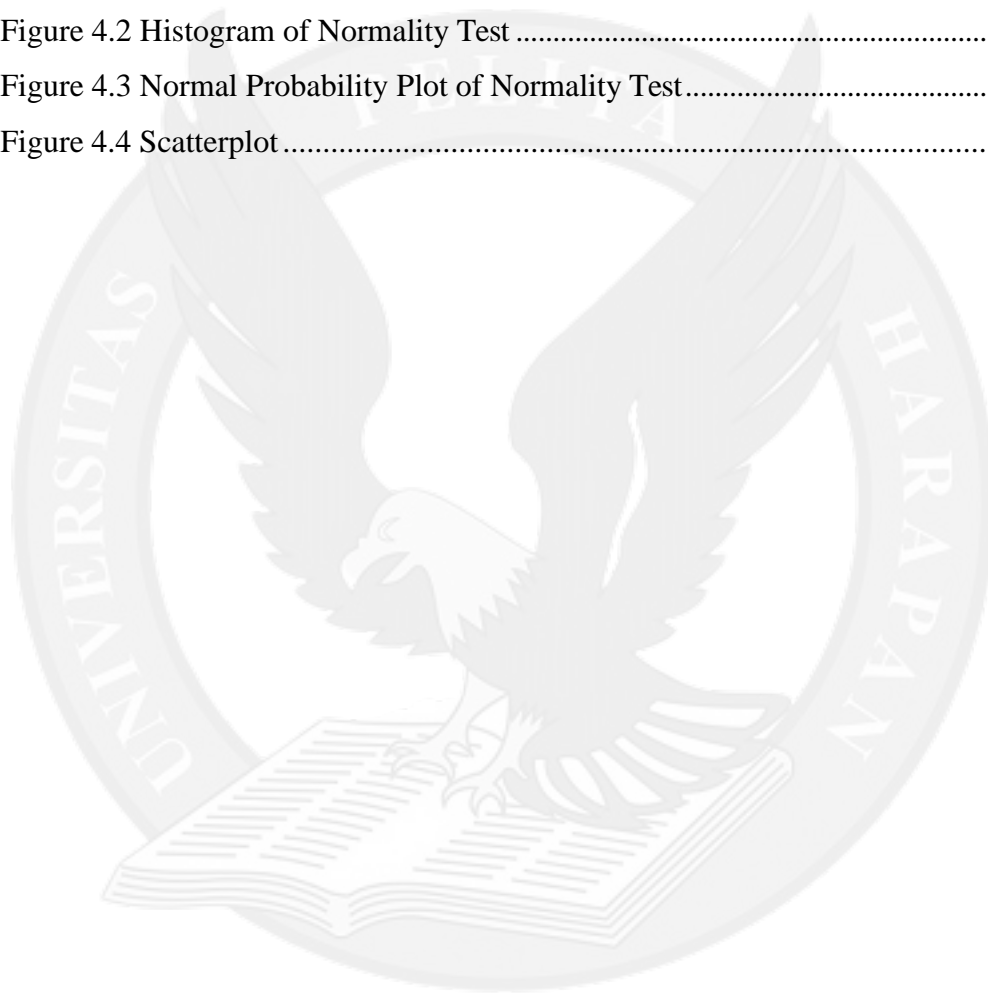 Figure 4.2 Histogram of Normality Test ................................................................
Figure 4.3 Normal Probability Plot of Normality Test........................................
Figure 4.4 Scatterplot ...............................................................................................
UNIVERSITAS PELITA HARAPAN